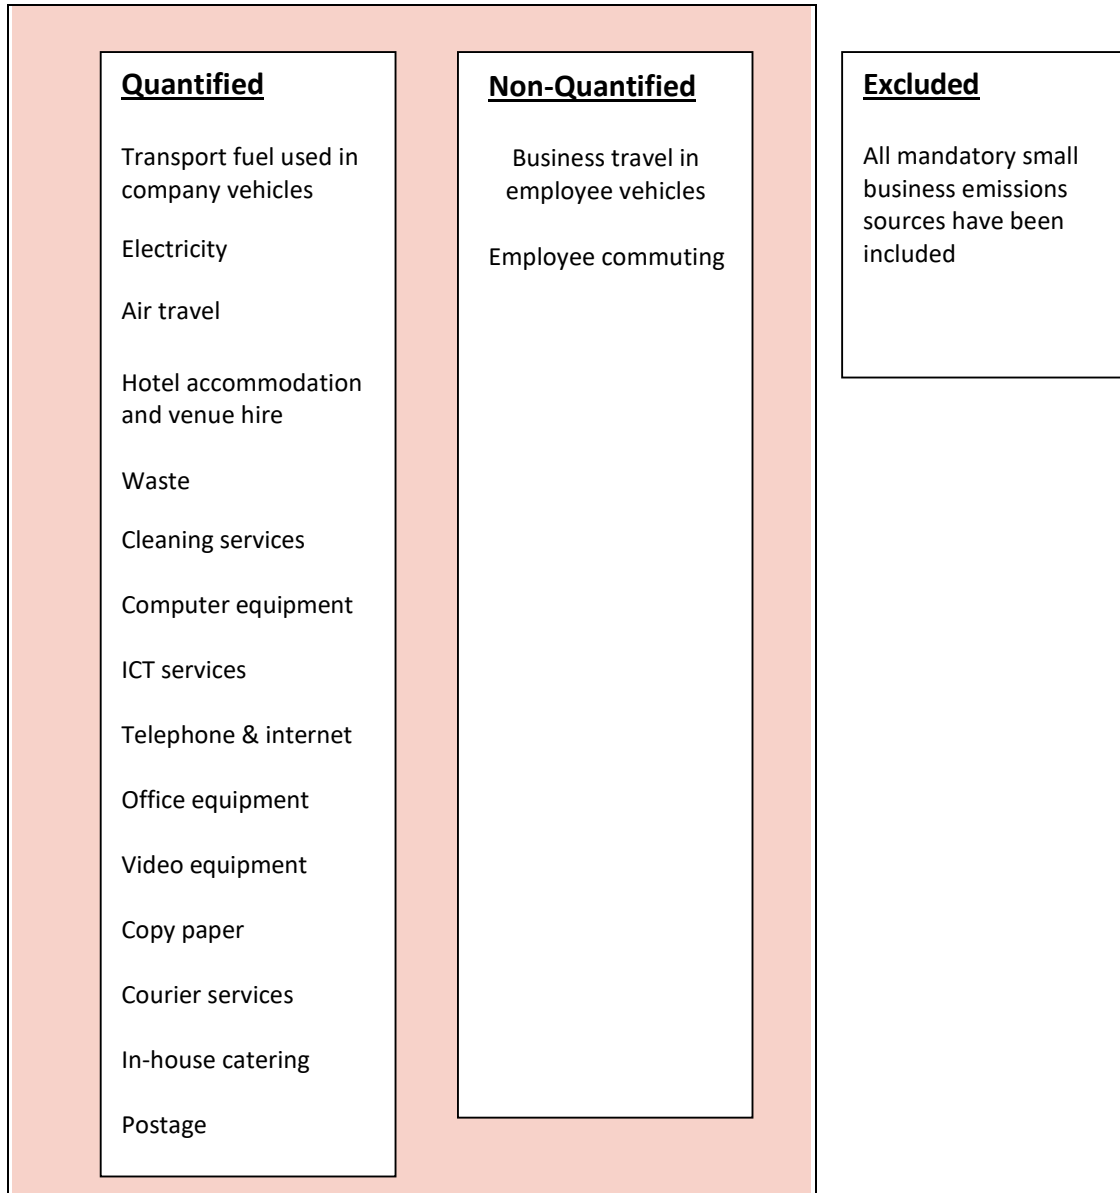 Quantified
Transport fuel used in
company vehicles
Electricity
Air travel
Hotel accommodation
and venue hire
Waste
Cleaning services
Computer equipment
ICT services
Telephone & internet
Office equipment
Video equipment
Copy paper
Courier services
In-house catering
Postage
Non-Quantified
Business travel in
employee vehicles
Employee commuting
Excluded
All mandatory small
business emissions
sources have been
included